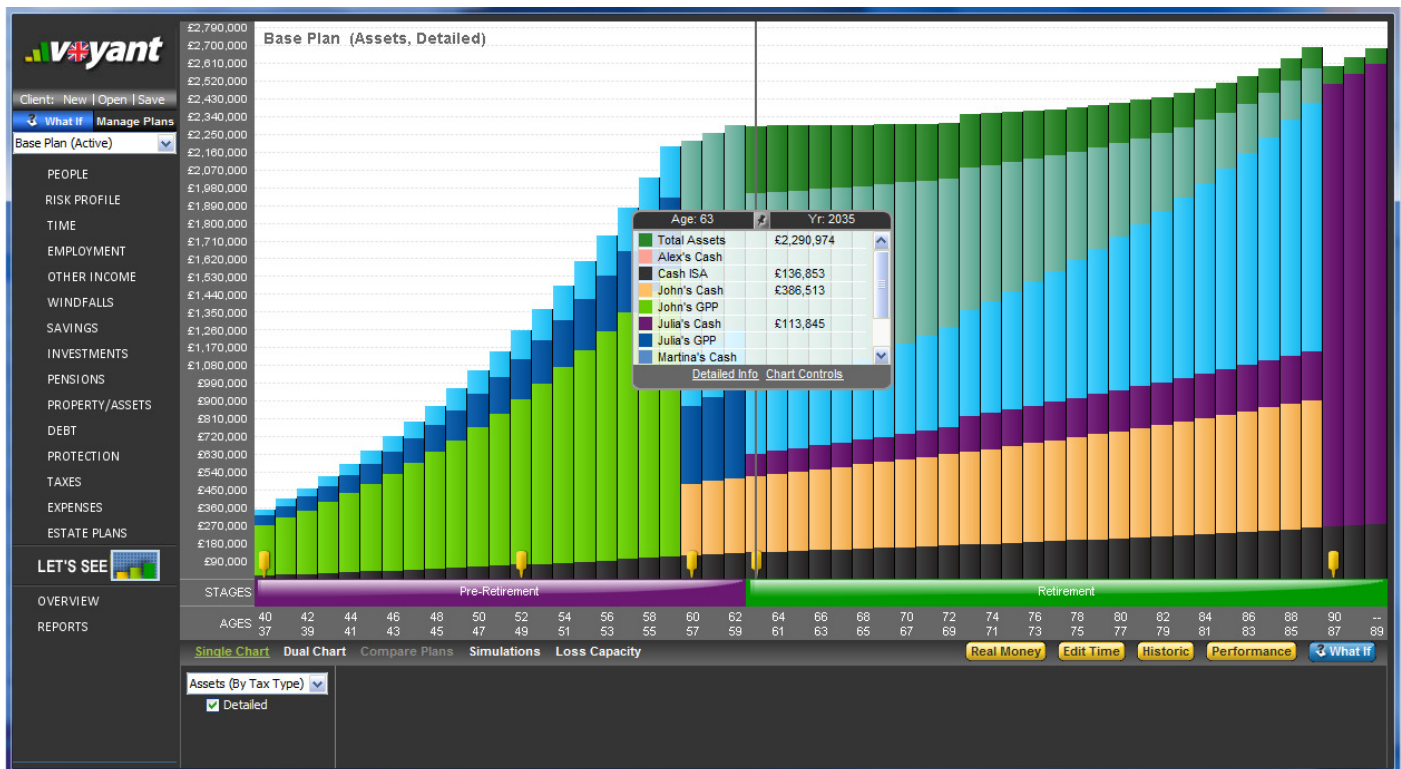 voyant
Client: New | Open | Save
What If Manage Plans
Base Plan (Active)
PEOPLE
RISK PROFILE
TIME
EMPLOYMENT
OTHER INCOME
WINDFALLS
SAVINGS
INVESTMENTS
PENSIONS
PROPERTY/ASSETS
DEBT
PROTECTION
TAXES
EXPENSES
ESTATE PLANS
LET'S SEE
OVERVIEW
REPORTS
Base Plan (Assets, Detailed)
£2,790,000
£2,700,000
£2,610,000
£2,520,000
£2,430,000
£2,340,000
£2,250,000
£2,160,000
£2,070,000
£1,980,000
£1,890,000
£1,800,000
£1,710,000
£1,620,000
£1,530,000
£1,440,000
£1,350,000
£1,260,000
£1,170,000
£1,080,000
£990,000
£900,000
£810,000
£720,000
£630,000
£540,000
£450,000
£360,000
£270,000
£180,000
£90,000
Age: 63 Yr: 2035
Total Assets £2,290,974
Alex's Cash
Cash ISA £136,853
John's Cash £386,513
John's GPP
Julia's Cash £113,845
Julia's GPP
Martina's Cash
Detailed Info Chart Controls
STAGES Pre-Retirement Retirement
AGES 40 42 44 46 48 50 52 54 56 58 60 62 64 66 68 70 72 74 76 78 80 82 84 86 88 90 --
37 39 41 43 45 47 49 51 53 55 57 59 61 63 65 67 69 71 73 75 77 79 81 83 85 87 89
Single Chart Dual Chart Compare Plans Simulations Loss Capacity Real Money Edit Time Historic Performance What If
Assets (By Tax Type)
Detailed